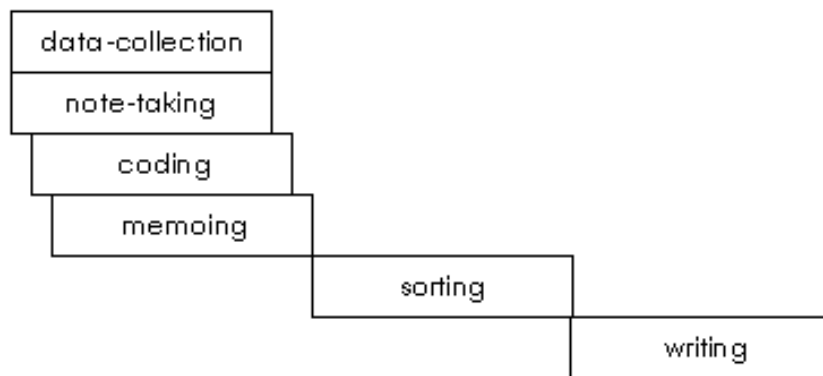 data-collection
note-taking
coding
memoing
sorting
writing